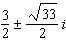 3/2 ± √33/2 i